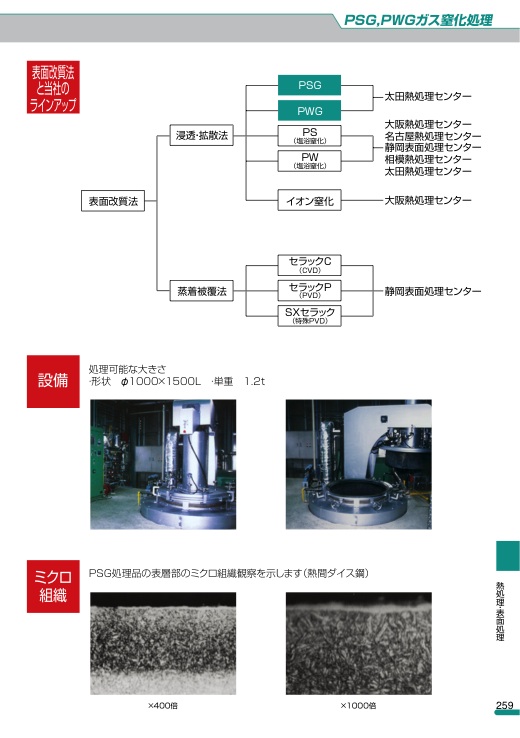 PSG,PWGガス窒化処理
表面改質法
と当社の
ラインアップ
PSG
太田熱処理センター
PWG
大阪熱処理センター
浸透・拡散法
PS
(塩浴窒化)
名古屋熱処理センター
静岡表面処理センター
PW
(塩浴窒化)
相模熱処理センター
太田熱処理センター
表面改質法
イオン窒化
大阪熱処理センター
セラックC
(CVD)
蒸着被覆法
セラックP
(PVD)
静岡表面処理センター
SXセラック
(特殊PVD)
設備
処理可能な大きさ
・形状 φ1000×1500L ・単重 1.2t
ミクロ
組織
PSG処理品の表層部のミクロ組織観察を示します(熱間ダイス鋼)
×400倍
×1000倍
熱処理・表面処理
259